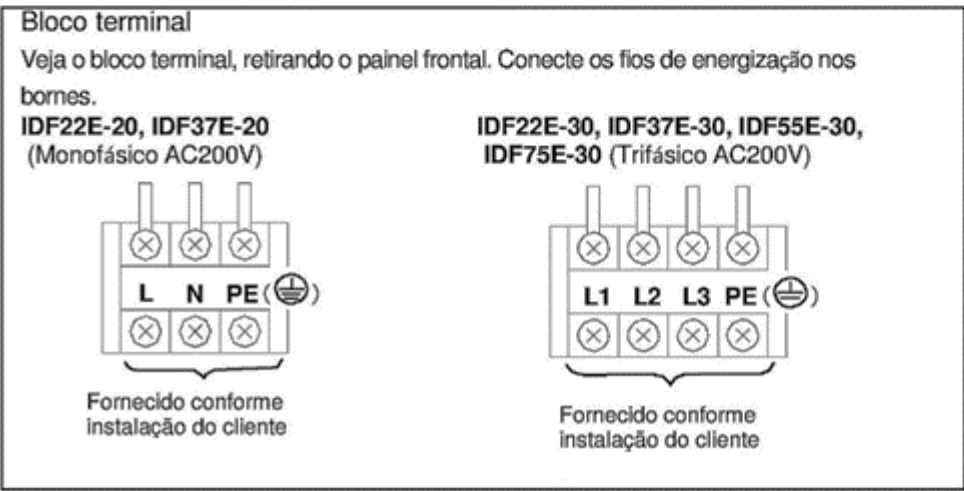 Bloco terminal
Veja o bloco terminal, retirando o painel frontal. Conecte os fios de energização nos
bornes.
IDF22E-20, IDF37E-20
(Monofásico AC200V)
L N PE ( )
Fornecido conforme
instalação do cliente
IDF22E-30, IDF37E-30, IDF55E-30,
IDF75E-30 (Trifásico AC200V)
L1 L2 L3 PE ( )
Fornecido conforme
instalação do cliente